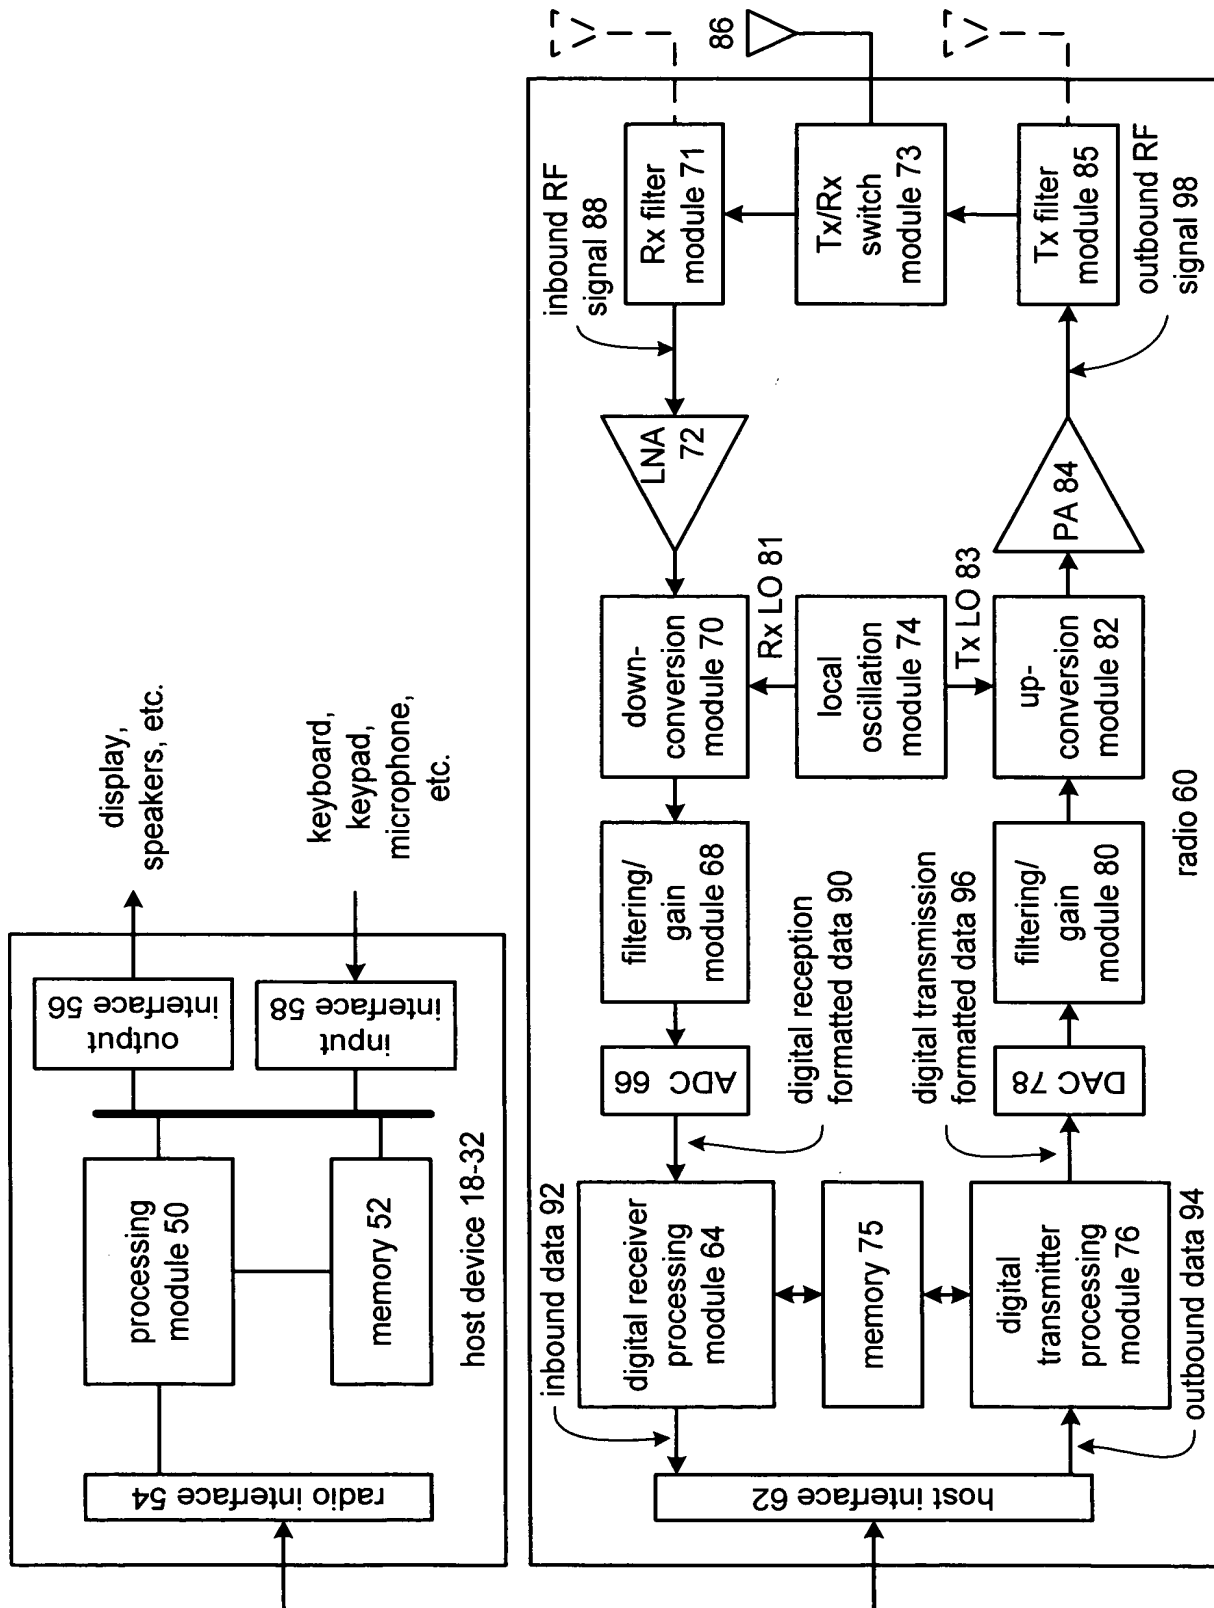 radio interface 54
processing
module 50
memory 52
output
interface 56
input
interface 58
display,
speakers, etc.
keyboard,
keypad,
microphone,
etc.
host device 18-32
host interface 62
inbound data 92
digital receiver
processing
module 64
ADC 66
digital reception
formatted data 90
filtering/
gain
module 68
down-
conversion
module 70
LNA
72
inbound RF
signal 88
Rx filter
module 71
memory 75
Rx LO 81
local
oscillation
module 74
Tx LO 83
Tx/Rx
switch
module 73
86
digital
transmitter
processing
module 76
outbound data 94
digital transmission
formatted data 96
DAC 78
filtering/
gain
module 80
up-
conversion
module 82
PA 84
Tx filter
module 85
outbound RF
signal 98
radio 60